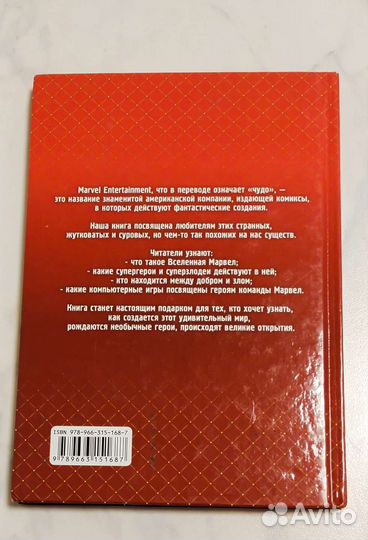 Marvel Entertainment, что в переводе означает «чудо», —
это название знаменитой американской компании, издающей комиксы,
в которых действуют фантастические создания.
Наша книга посвящена любителям этих странных,
жутковатых и суровых, но чем-то так похожих на нас существ.
Читатели узнают:
- что такое Вселенная Марвел;
- какие супергерои и суперзлодеи действуют в ней;
- кто находится между добром и злом;
- какие компьютерные игры посвящены героям команды Марвел.
Книга станет настоящим подарком для тех, кто хочет узнать,
как создается этот удивительный мир,
рождаются необычные герои, происходят великие открытия.
ISBN 978-966-315-168-7
9 789663 151687
Avito